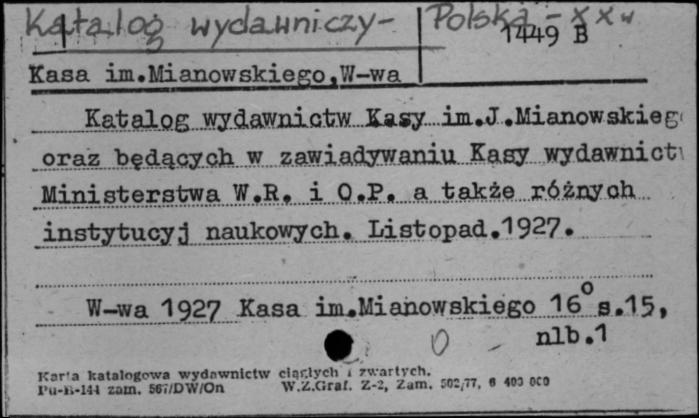 Katalog wydawniczy- Polska - XX w
1449 B
Kasa im.Mianowskiego,W-wa
Katalog wydawnictw Kasy im.J.Mianowskieg
oraz będących w zawiadywaniu Kasy wydawnict
Ministerstwa W.R. i O.P. a także różnych
instytucyj naukowych. Listopad.1927.
W-wa 1927 Kasa im.Mianowskiego 16° s.15,
nlb.1
Karta katalogowa wydawnictw ciągłych i zwartych.
Pu-B-144 zam. 567/DW/On W.Z.Graf. Z-2, Zam. 502/77, 6 400 000